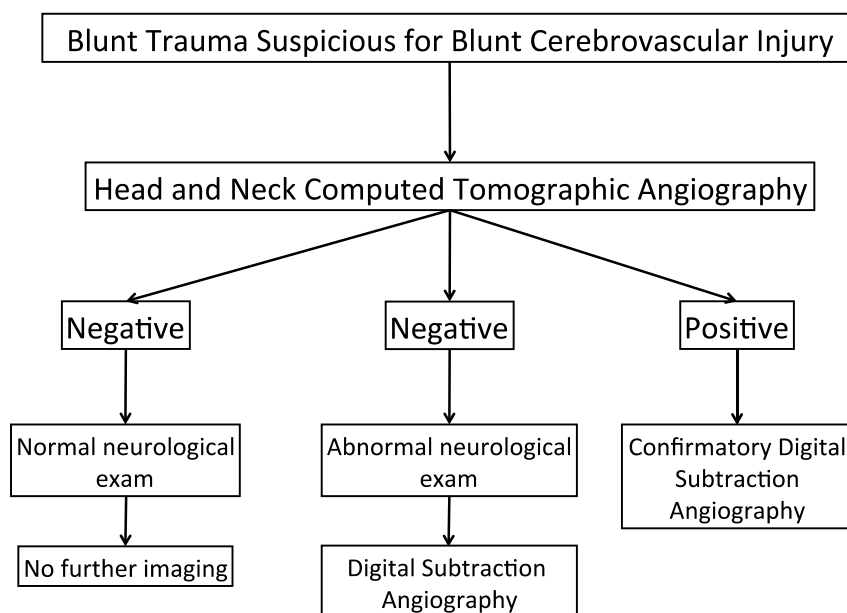 Blunt Trauma Suspicious for Blunt Cerebrovascular Injury
Head and Neck Computed Tomographic Angiography
Negative
Negative
Positive
Normal neurological
exam
Abnormal neurological
exam
Confirmatory Digital
Subtraction
Angiography
No further imaging
Digital Subtraction
Angiography